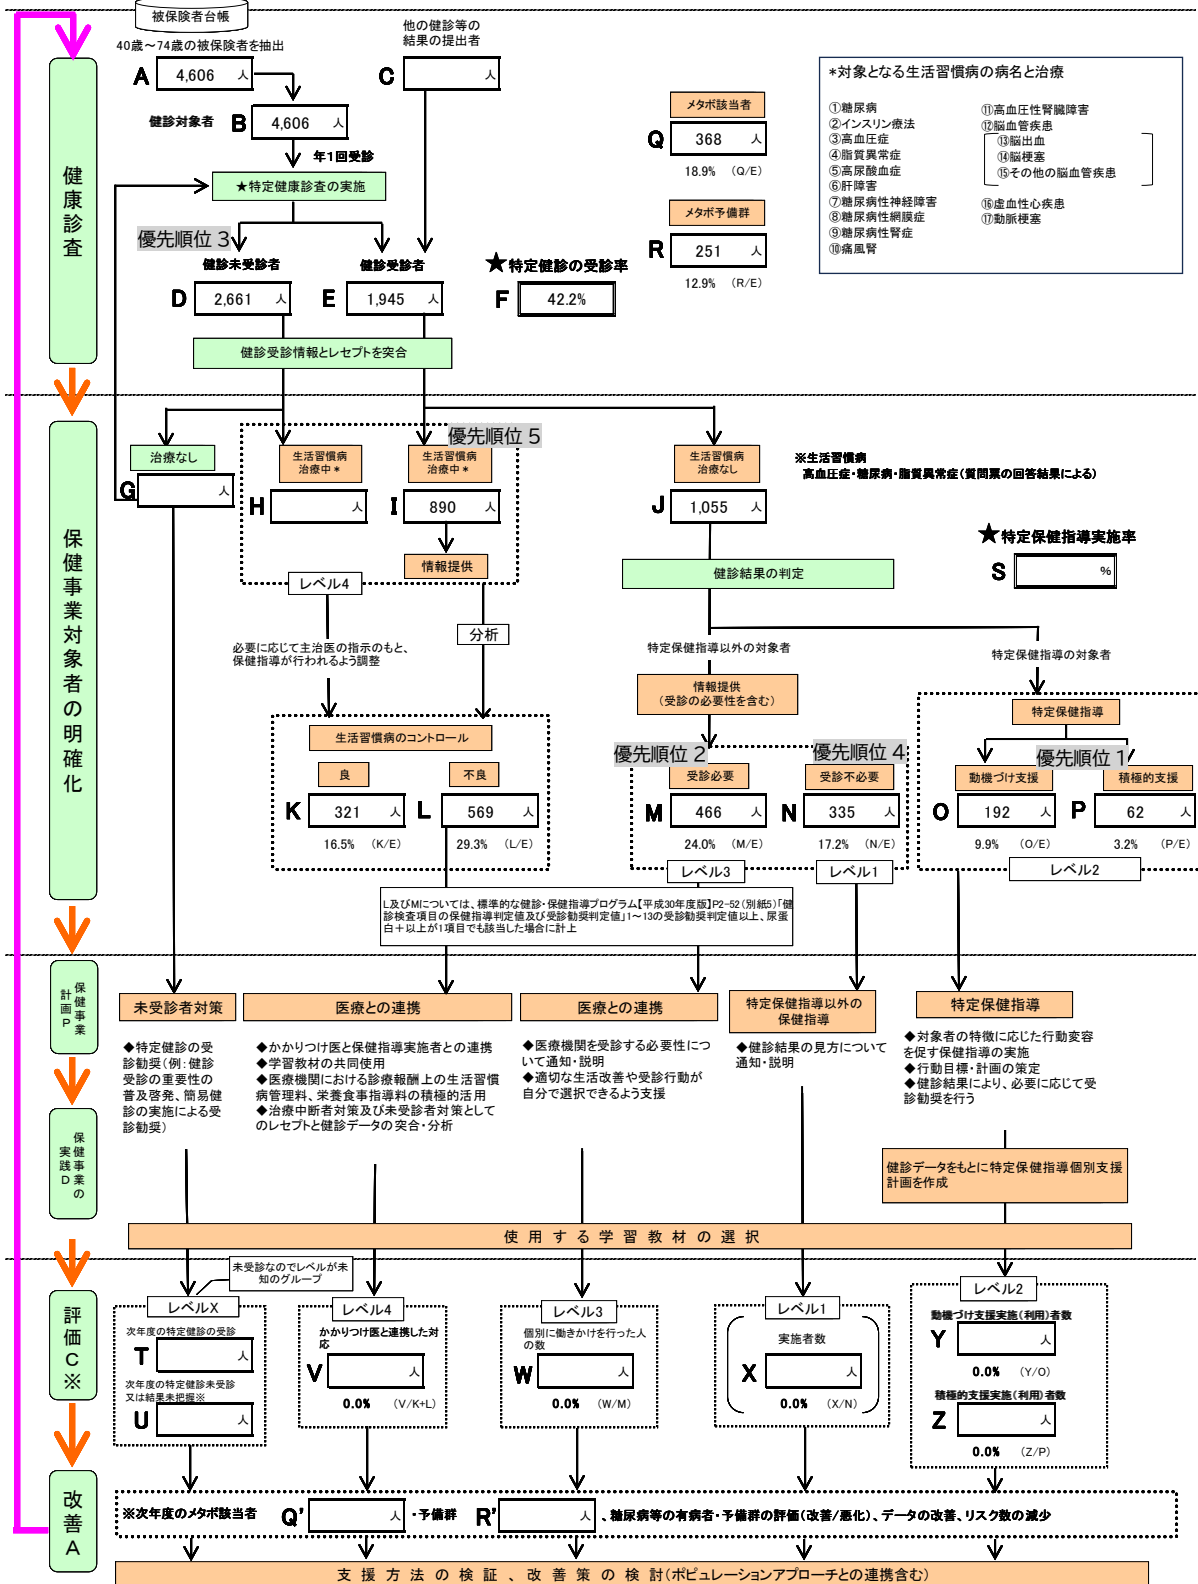 被保険者台帳
40歳～74歳の被保険者を抽出
A 4,606 人
他の健診等の
結果の提出者
C 人
健診対象者 B 4,606 人
年1回受診
★特定健康診査の実施
優先順位 3
健診未受診者
D 2,661 人
健診受診者
E 1,945 人
★特定健診の受診率
F 42.2%
健診受診情報とレセプトを突合
メタボ該当者
Q 368 人
18.9% (Q/E)
メタボ予備群
R 251 人
12.9% (R/E)
*対象となる生活習慣病の病名と治療
①糖尿病
②インスリン療法
③高血圧症
④脂質異常症
⑤高尿酸血症
⑥肝障害
⑦糖尿病性神経障害
⑧糖尿病性網膜症
⑨糖尿病性腎症
⑩痛風腎
⑪高血圧性腎臓障害
⑫脳血管疾患
⑬脳出血
⑭脳梗塞
⑮その他の脳血管疾患
⑯虚血性心疾患
⑰動脈梗塞
健康診査
保健事業対象者の明確化
治療なし
G 人
生活習慣病
治療中*
H 人
優先順位 5
生活習慣病
治療中*
I 890 人
情報提供
レベル4
生活習慣病
治療なし
J 1,055 人
※生活習慣病
高血圧症・糖尿病・脂質異常症(質問票の回答結果による)
★特定保健指導実施率
S %
健診結果の判定
分析
必要に応じて主治医の指示のもと、
保健指導が行われるよう調整
特定保健指導以外の対象者
特定保健指導の対象者
情報提供
(受診の必要性を含む)
特定保健指導
生活習慣病のコントロール
良
K 321 人
16.5% (K/E)
不良
L 569 人
29.3% (L/E)
優先順位 2
受診必要
M 466 人
24.0% (M/E)
レベル3
優先順位 4
受診不必要
N 335 人
17.2% (N/E)
レベル1
優先順位 1
動機づけ支援
O 192 人
9.9% (O/E)
積極的支援
P 62 人
3.2% (P/E)
レベル2
L及びMについては、標準的な健診・保健指導プログラム【平成30年度版】P2-52(別紙5)「健
診検査項目の保健指導判定値及び受診勧奨判定値」1～13の受診勧奨判定値以上、尿蛋
白＋以上が1項目でも該当した場合に計上
保健事業
計画P
未受診者対策
◆特定健診の受
診勧奨(例:健診
受診の重要性の
普及啓発、簡易健
診の実施による受
診勧奨)
医療との連携
◆かかりつけ医と保健指導実施者との連携
◆学習教材の共同使用
◆医療機関における診療報酬上の生活習慣
病管理料、栄養食事指導料の積極的活用
◆治療中断者対策及び未受診者対策として
のレセプトと健診データの突合・分析
医療との連携
◆医療機関を受診する必要性につ
いて通知・説明
◆適切な生活改善や受診行動が
自分で選択できるよう支援
特定保健指導以外の
保健指導
◆健診結果の見方について
通知・説明
特定保健指導
◆対象者の特徴に応じた行動変容
を促す保健指導の実施
◆行動目標・計画の策定
◆健診結果により、必要に応じて受
診勧奨を行う
保健事業の
実践D
健診データをもとに特定保健指導個別支援
計画を作成
使用する学習教材の選択
未受診なのでレベルが未
知のグループ
評価C※
レベルX
次年度の特定健診の受診
T 人
次年度の特定健診未受診
又は結果未把握※
U 人
レベル4
かかりつけ医と連携した対
応
V 人
0.0% (V/K+L)
レベル3
個別に働きかけを行った人
の数
W 人
0.0% (W/M)
レベル1
実施者数
X 人
0.0% (X/N)
レベル2
動機づけ支援実施(利用)者数
Y 人
0.0% (Y/O)
積極的支援実施(利用)者数
Z 人
0.0% (Z/P)
改善A
※次年度のメタボ該当者 Q' 人 ・予備群 R' 人 、糖尿病等の有病者・予備群の評価(改善/悪化)、データの改善、リスク数の減少
支援方法の検証、改善策の検討(ポピュレーションアプローチとの連携含む)